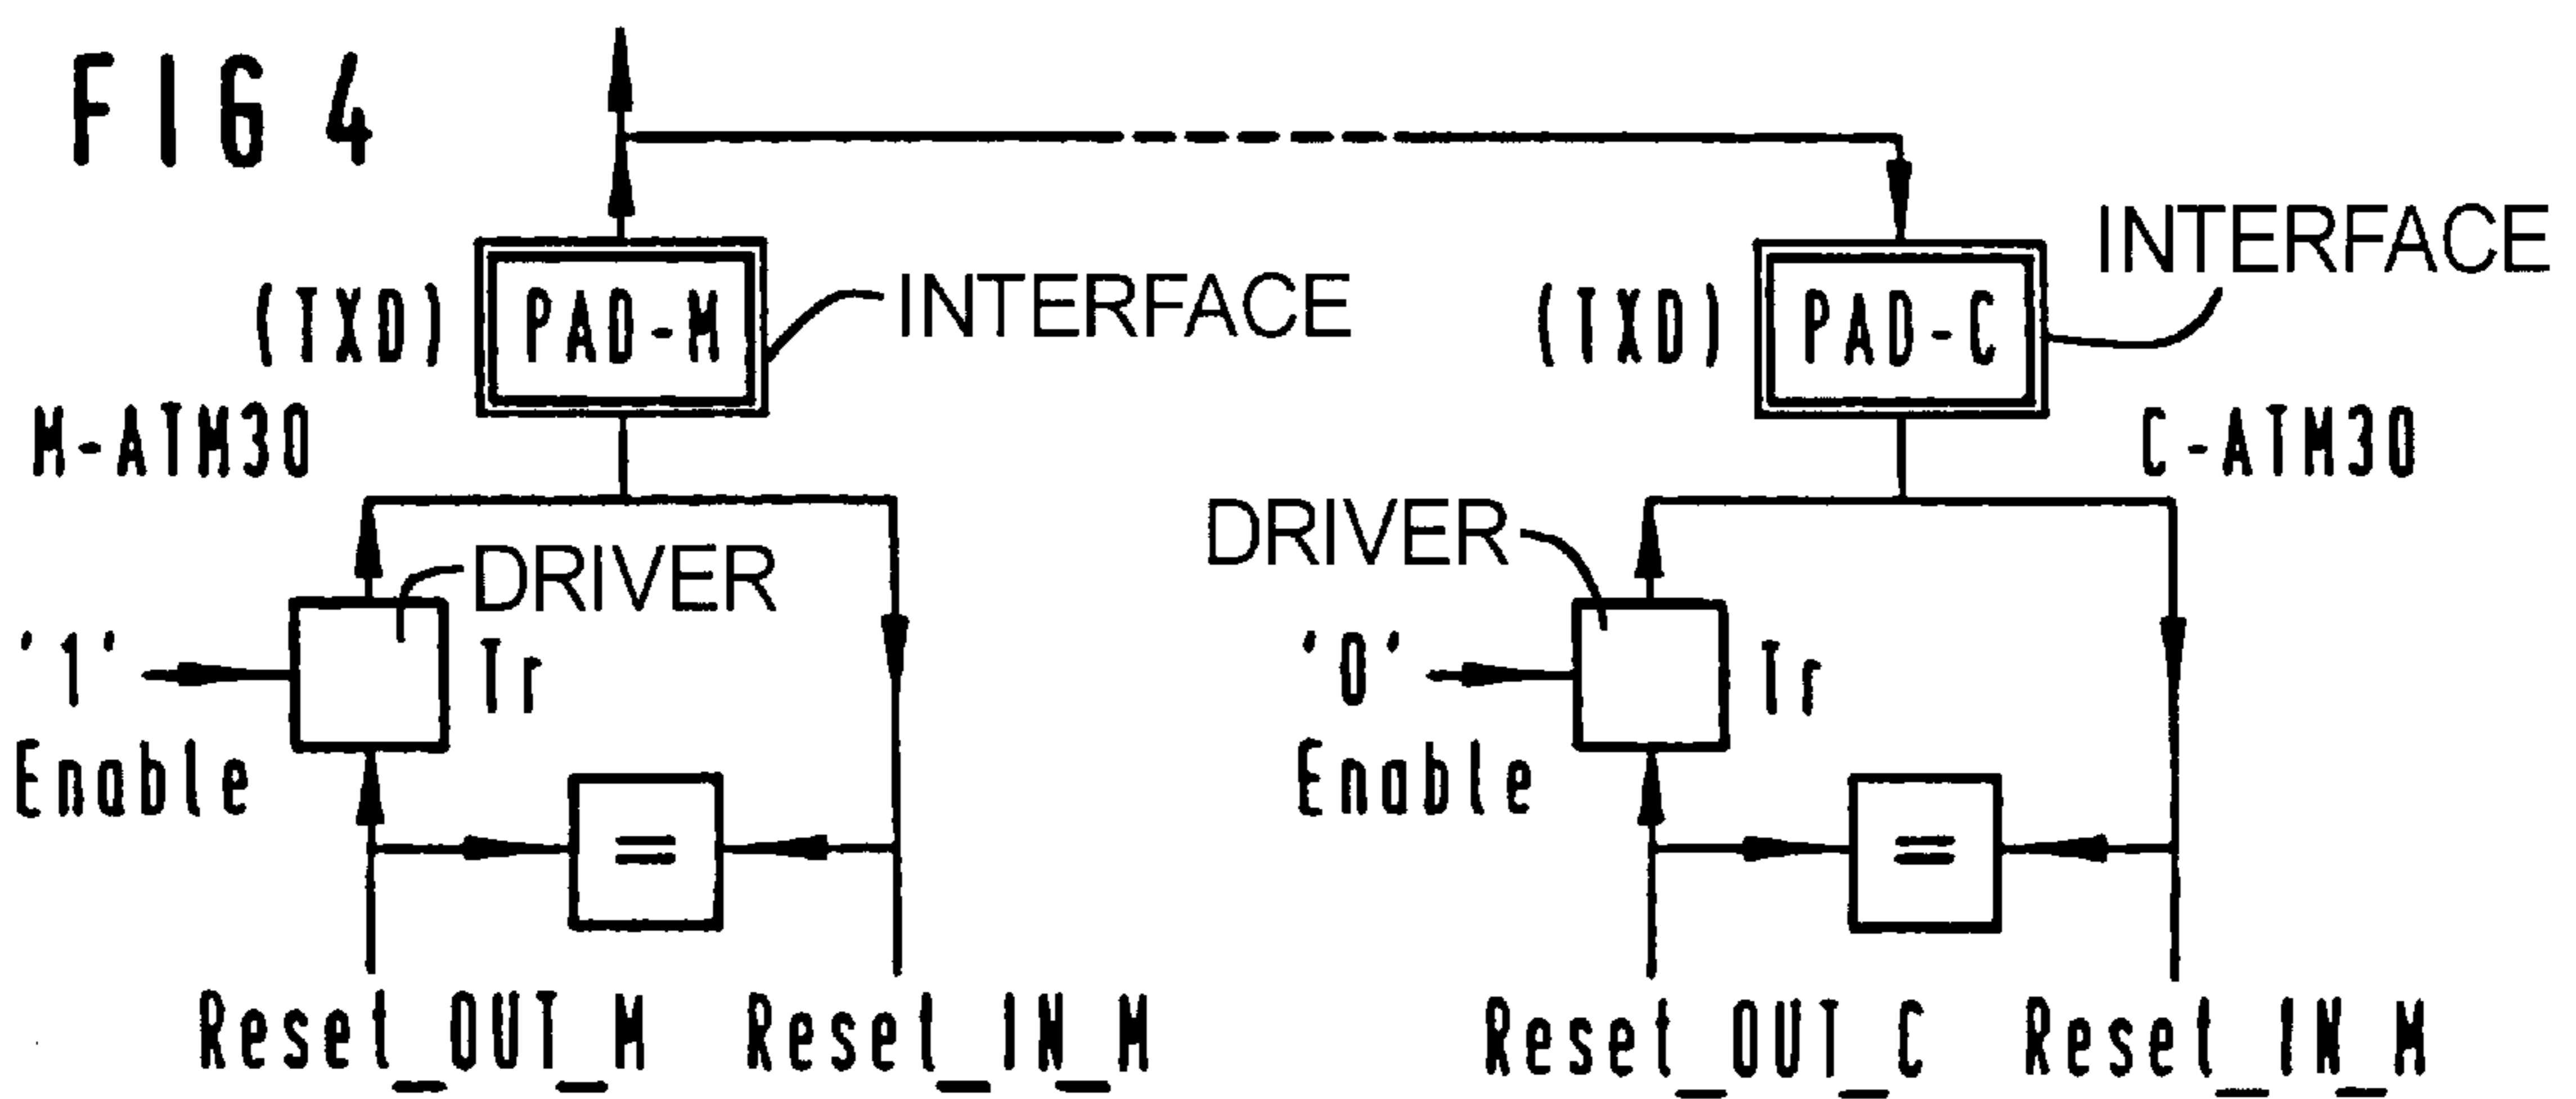 FIG 4
INTERFACE
(TXD) PAD-M INTERFACE
(TXD) PAD-C
M-ATM30
C-ATM30
DRIVER
DRIVER
'1' Tr
'0' Tr
Enable
Enable
=
=
Reset_OUT_M Reset_IN_M
Reset_OUT_C Reset_IN_M